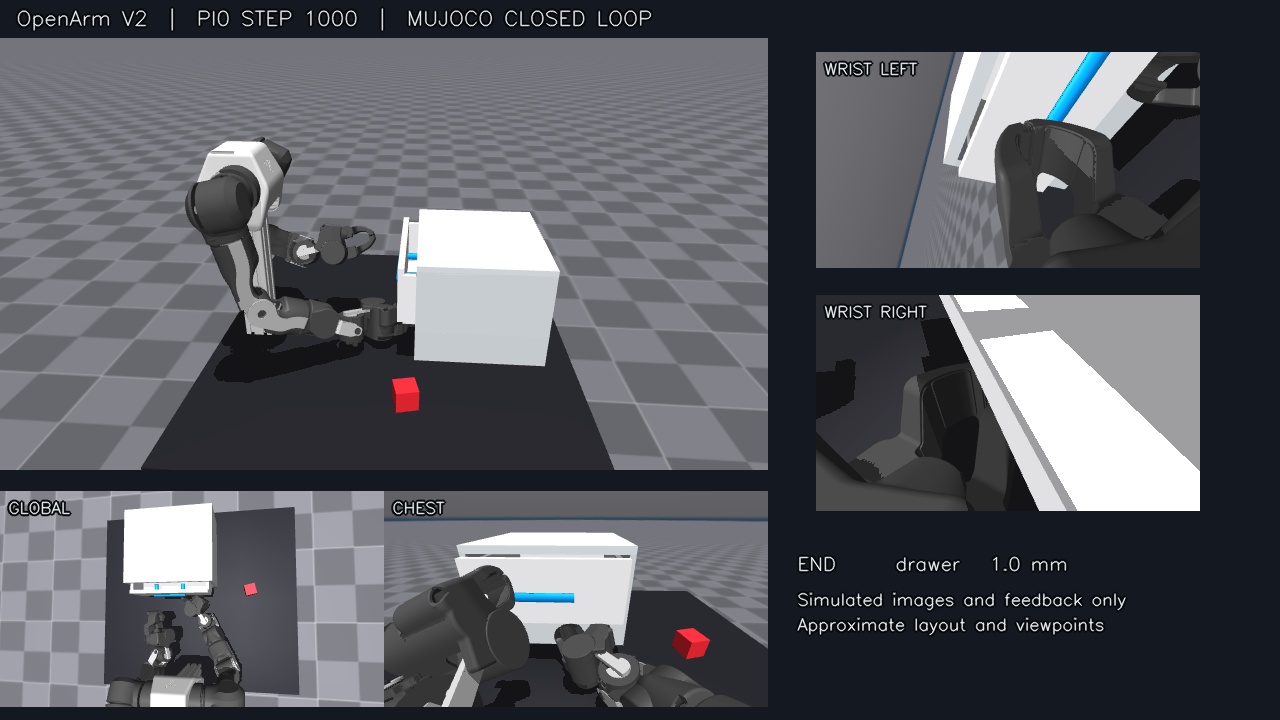 OpenArm V2 | PI0 STEP 1000 | MUJOCO CLOSED LOOP
WRIST LEFT
WRIST RIGHT
GLOBAL
CHEST
END drawer 1.0 mm
Simulated images and feedback only
Approximate layout and viewpoints